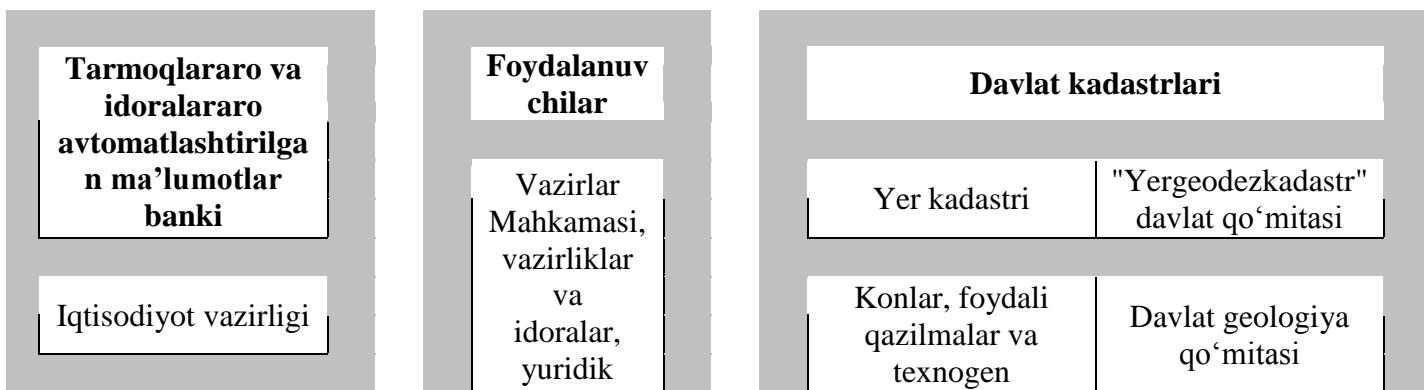 Tarmoqlararo va
idoralararo
avtomatlashtirilga
n ma’lumotlar
banki
Iqtisodiyot vazirligi
Foydalanuv
chilar
Vazirlar
Mahkamasi,
vazirliklar
va
idoralar,
yuridik
Davlat kadastrlari
Yer kadastri
"Yergeodezkadastr"
davlat qo‘mitasi
Konlar, foydali
qazilmalar va
texnogen
Davlat geologiya
qo‘mitasi